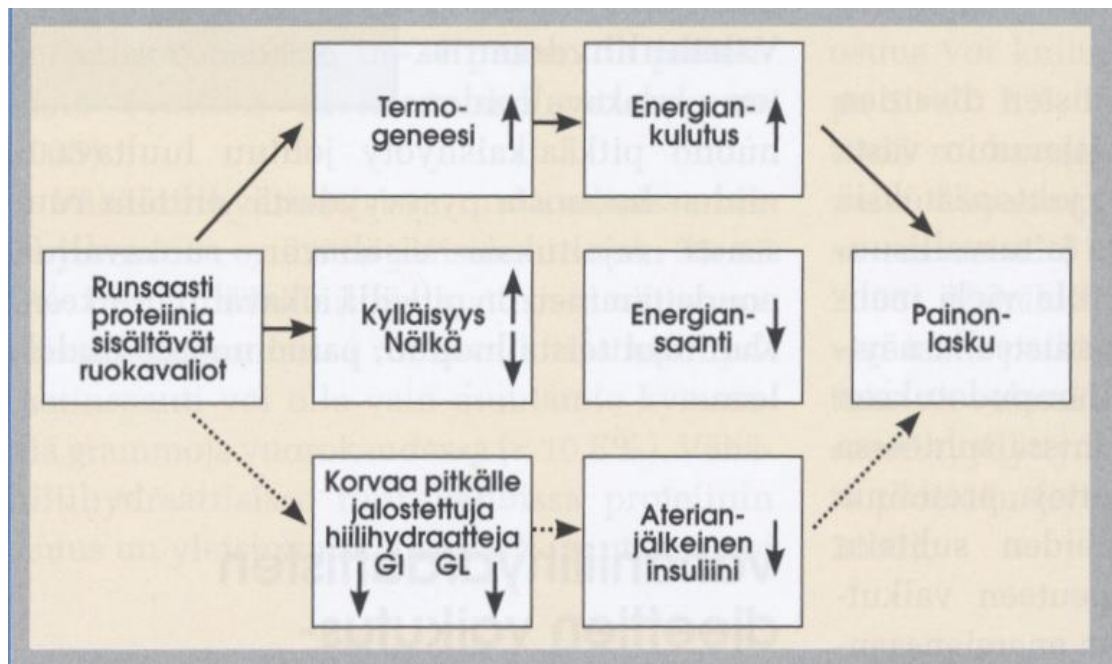 Termo-
geneesi
Energian-
kulutus
Runsaasti
proteiinia
sisältävät
ruokavaliot
Kylläisyys
Nälkä
Energian-
saanti
Painon-
lasku
Korvaa pitkälle
jalostettuja
hiilihydraatteja
GI GL
Aterian-
jälkeinen
insuliini